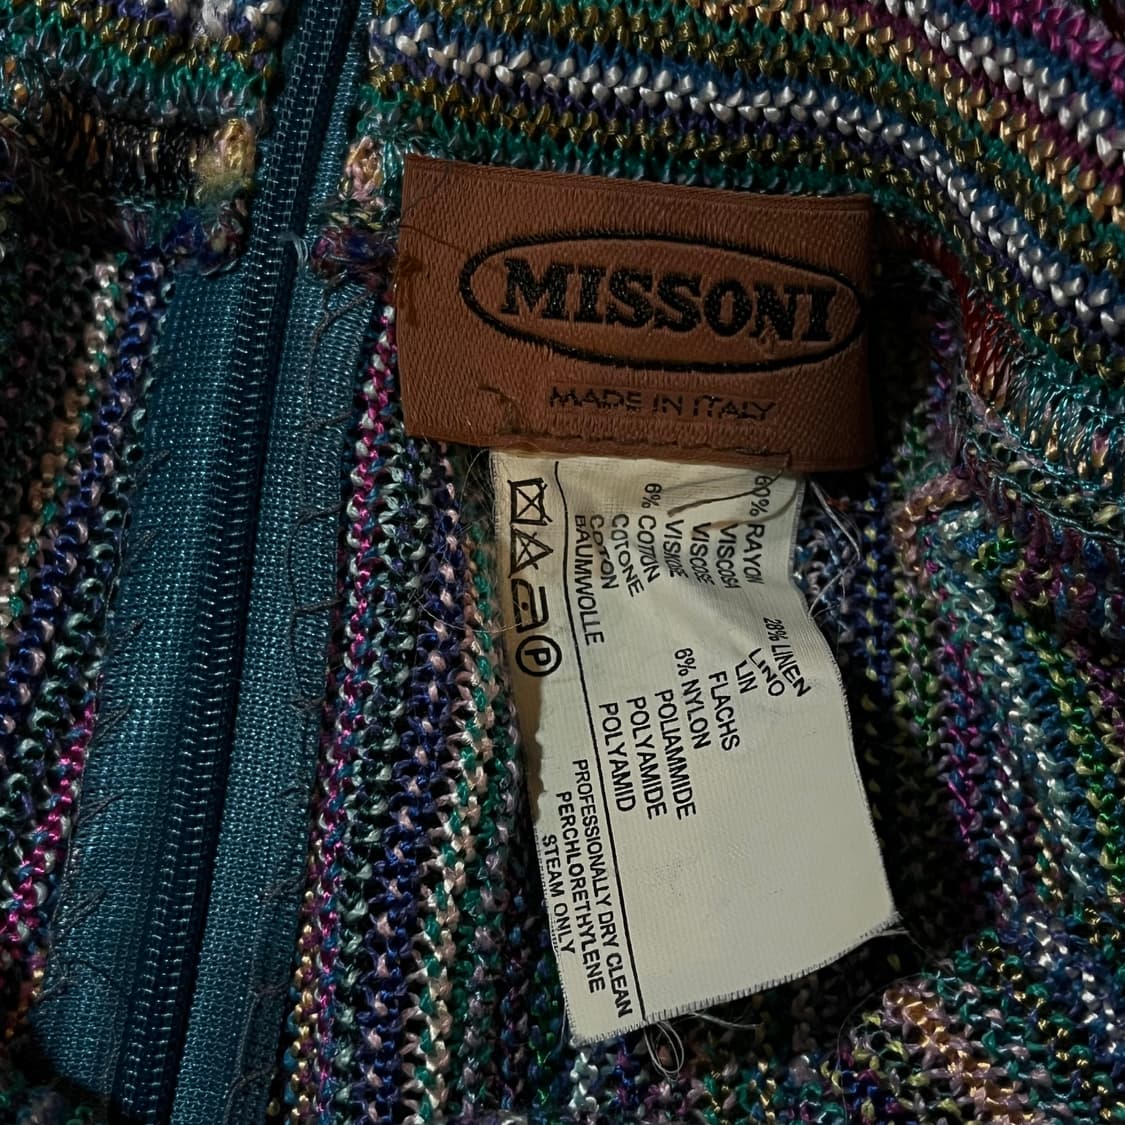 MISSONI
MADE IN ITALY
60% RAYON
VISCOSA
VISCOSE
VISKOSE
6% COTTON
COTONE
COTON
BAUMWOLLE
28% LINEN
LINO
LIN
FLACHS
6% NYLON
POLIAMMIDE
POLYAMIDE
POLYAMID
P
PROFESSIONALLY DRY CLEAN
PERCHLORETHYLENE
STEAM ONLY